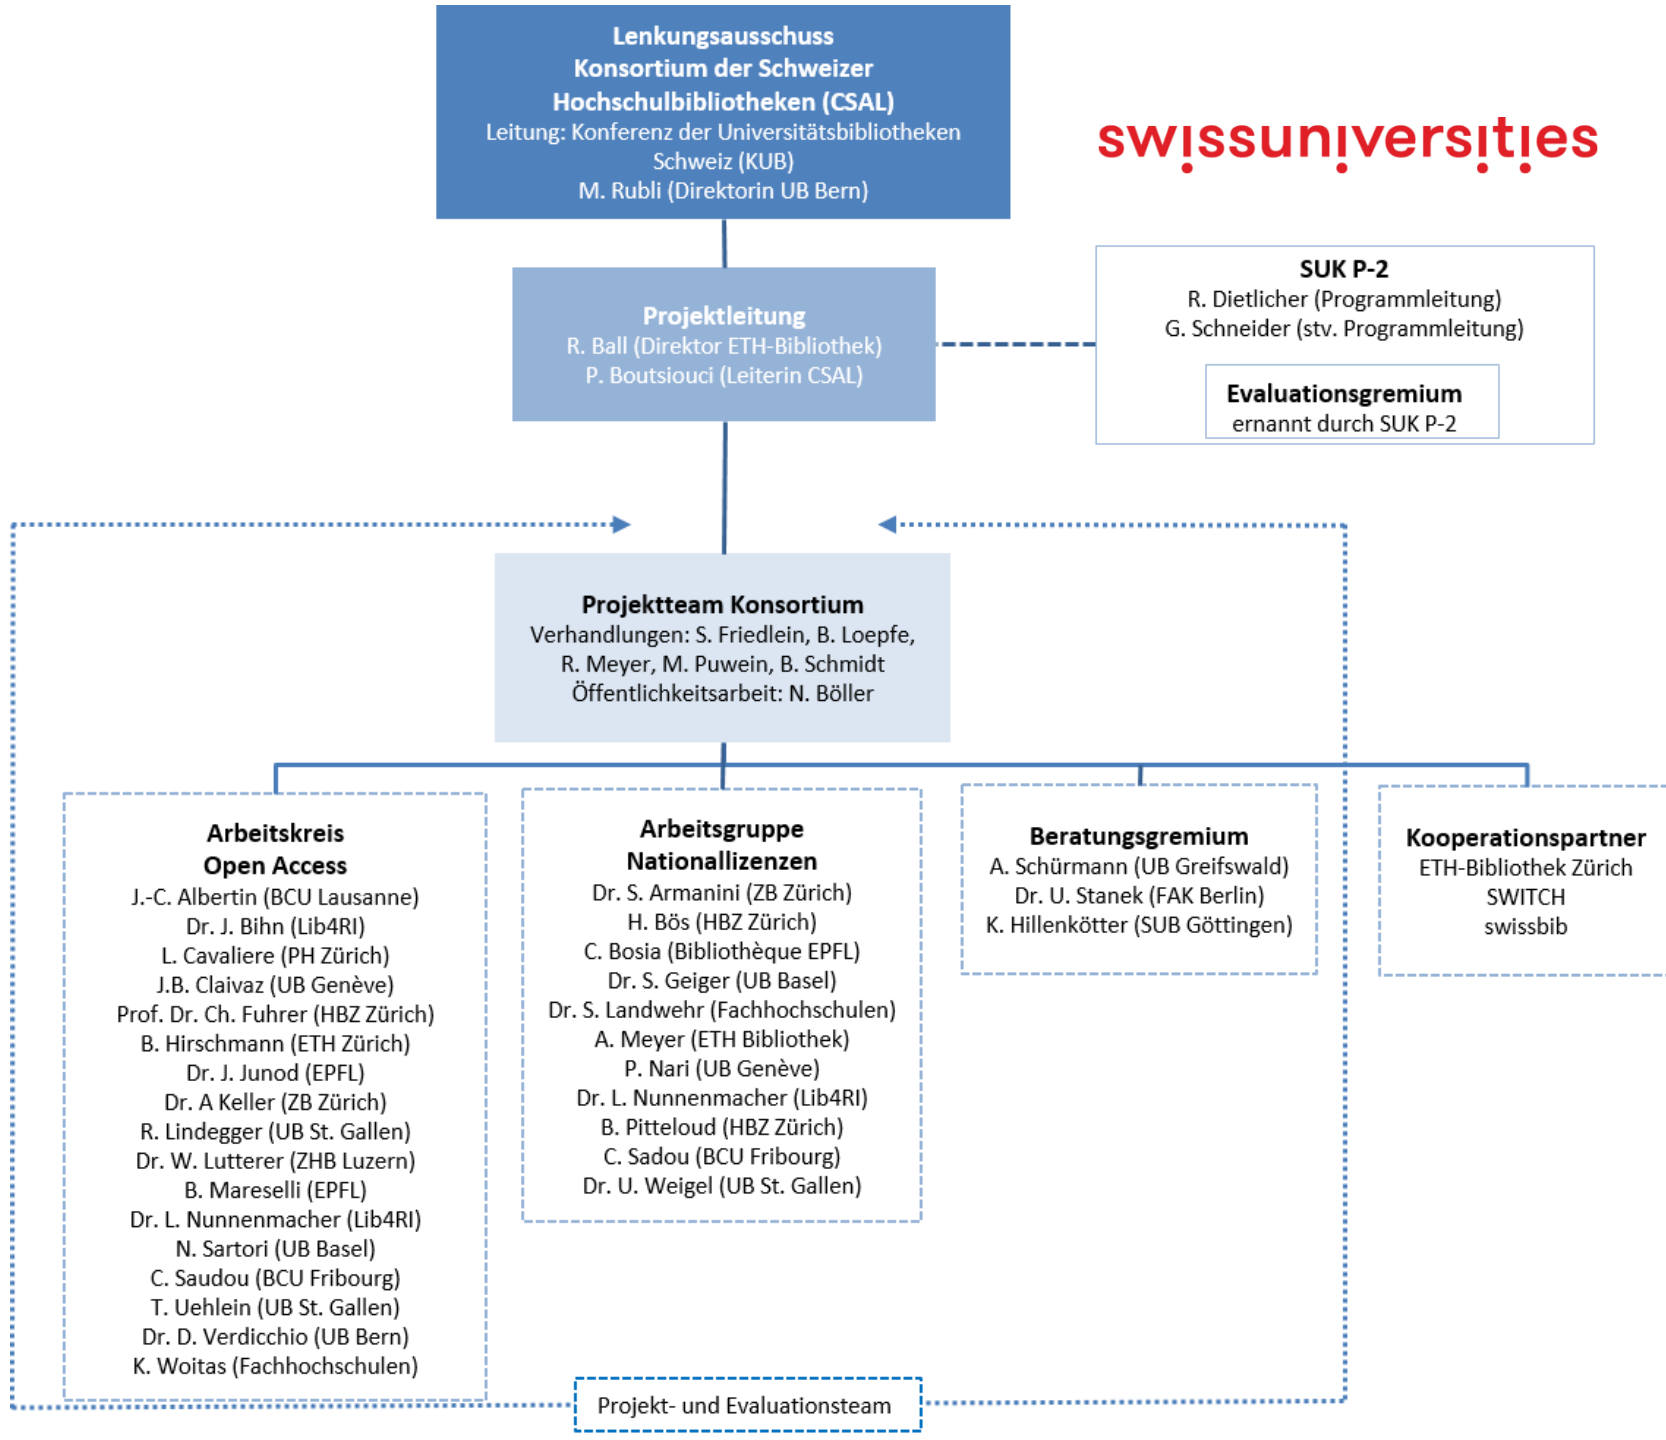 Lenkungsausschuss
Konsortium der Schweizer
Hochschulbibliotheken (CSAL)
Leitung: Konferenz der Universitätsbibliotheken
Schweiz (KUB)
M. Rubli (Direktorin UB Bern)
swissuniversities
Projektleitung
R. Ball (Direktor ETH-Bibliothek)
P. Boutsiouci (Leiterin CSAL)
SUK P-2
R. Dietlicher (Programmleitung)
G. Schneider (stv. Programmleitung)
Evaluationsgremium
ernannt durch SUK P-2
Projektteam Konsortium
Verhandlungen: S. Friedlein, B. Loepfe,
R. Meyer, M. Puwein, B. Schmidt
Öffentlichkeitsarbeit: N. Böller
Arbeitskreis
Open Access
J.-C. Albertin (BCU Lausanne)
Dr. J. Bihn (Lib4RI)
L. Cavaliere (PH Zürich)
J.B. Claivaz (UB Genève)
Prof. Dr. Ch. Fuhrer (HBZ Zürich)
B. Hirschmann (ETH Zürich)
Dr. J. Junod (EPFL)
Dr. A Keller (ZB Zürich)
R. Lindegger (UB St. Gallen)
Dr. W. Lutterer (ZHB Luzern)
B. Mareselli (EPFL)
Dr. L. Nunnenmacher (Lib4RI)
N. Sartori (UB Basel)
C. Saudou (BCU Fribourg)
T. Uehlein (UB St. Gallen)
Dr. D. Verdicchio (UB Bern)
K. Woitas (Fachhochschulen)
Arbeitsgruppe
Nationallizenzen
Dr. S. Armanini (ZB Zürich)
H. Bös (HBZ Zürich)
C. Bosia (Bibliothèque EPFL)
Dr. S. Geiger (UB Basel)
Dr. S. Landwehr (Fachhochschulen)
A. Meyer (ETH Bibliothek)
P. Nari (UB Genève)
Dr. L. Nunnenmacher (Lib4RI)
B. Pitteloud (HBZ Zürich)
C. Sadou (BCU Fribourg)
Dr. U. Weigel (UB St. Gallen)
Beratungsgremium
A. Schürmann (UB Greifswald)
Dr. U. Stanek (FAK Berlin)
K. Hillenkötter (SUB Göttingen)
Kooperationspartner
ETH-Bibliothek Zürich
SWITCH
swissbib
Projekt- und Evaluationsteam